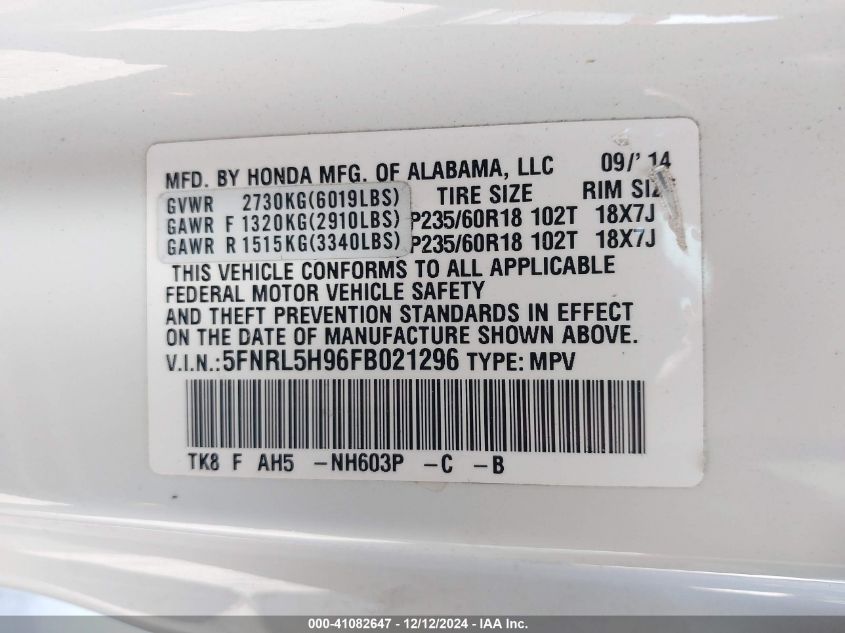 MFD. BY HONDA MFG. OF ALABAMA, LLC 09/'14
GVWR 2730KG(6019LBS) TIRE SIZE RIM SIZ
GAWR F 1320KG(2910LBS) P235/60R18 102T 18X7J
GAWR R 1515KG(3340LBS) P235/60R18 102T 18X7J
THIS VEHICLE CONFORMS TO ALL APPLICABLE
FEDERAL MOTOR VEHICLE SAFETY
AND THEFT PREVENTION STANDARDS IN EFFECT
ON THE DATE OF MANUFACTURE SHOWN ABOVE.
V.I.N.:5FNRL5H96FB021296 TYPE: MPV
TK8 F AH5 -NH603P -C -B
000-41082647 - 12/12/2024 - IAA Inc.